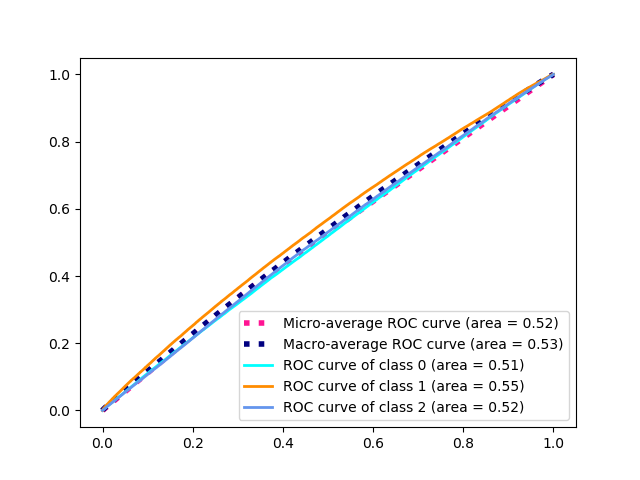 1.0
0.8
0.6
0.4
0.2
0.0
Micro-average ROC curve (area = 0.52)
Macro-average ROC curve (area = 0.53)
ROC curve of class 0 (area = 0.51)
ROC curve of class 1 (area = 0.55)
ROC curve of class 2 (area = 0.52)
0.0 0.2 0.4 0.6 0.8 1.0